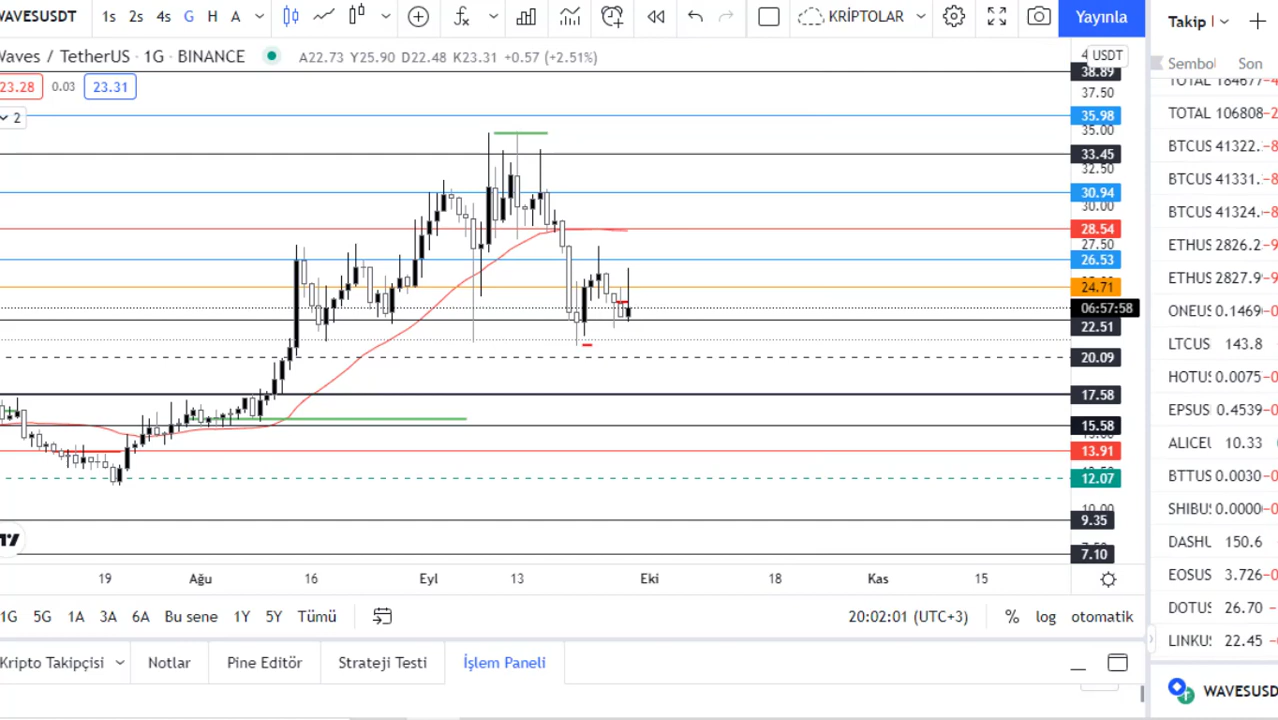 WAVESUSDT 1s 2s 4s G H A KRİPTOLAR Yayınla Takip
Waves / TetherUS · 1G · BINANCE A22.73 Y25.90 D22.48 K23.31 +0.57 (+2.51%)
23.28 0.03 23.31
2
USDT
38.89
37.50
35.98
35.00
33.45
32.50
30.94
30.00
28.54
27.50
26.53
24.71
06:57:58
22.51
20.09
17.58
15.58
13.91
12.07
10.00
9.35
7.10
19 Ağu 16 Eyl 13 Eki 18 Kas 15
1G 5G 1A 3A 6A Bu sene 1Y 5Y Tümü 20:02:01 (UTC+3) % log otomatik
Kripto Takipçisi Notlar Pine Editörü Strateji Testi İşlem Paneli
Sembol Son
TOTAL 184677
TOTAL 106808
BTCUS 41322.
BTCUS 41331.
BTCUS 41324.
ETHUS 2826.2
ETHUS 2827.9
ONEUS 0.1469
LTCUS 143.8
HOTUS 0.0075
EPSUS 0.4539
ALICEU 10.33
BTTUS 0.0030
SHIBUS 0.0000
DASHU 150.6
EOSUS 3.726
DOTUS 26.70
LINKUS 22.45
WAVESUSD